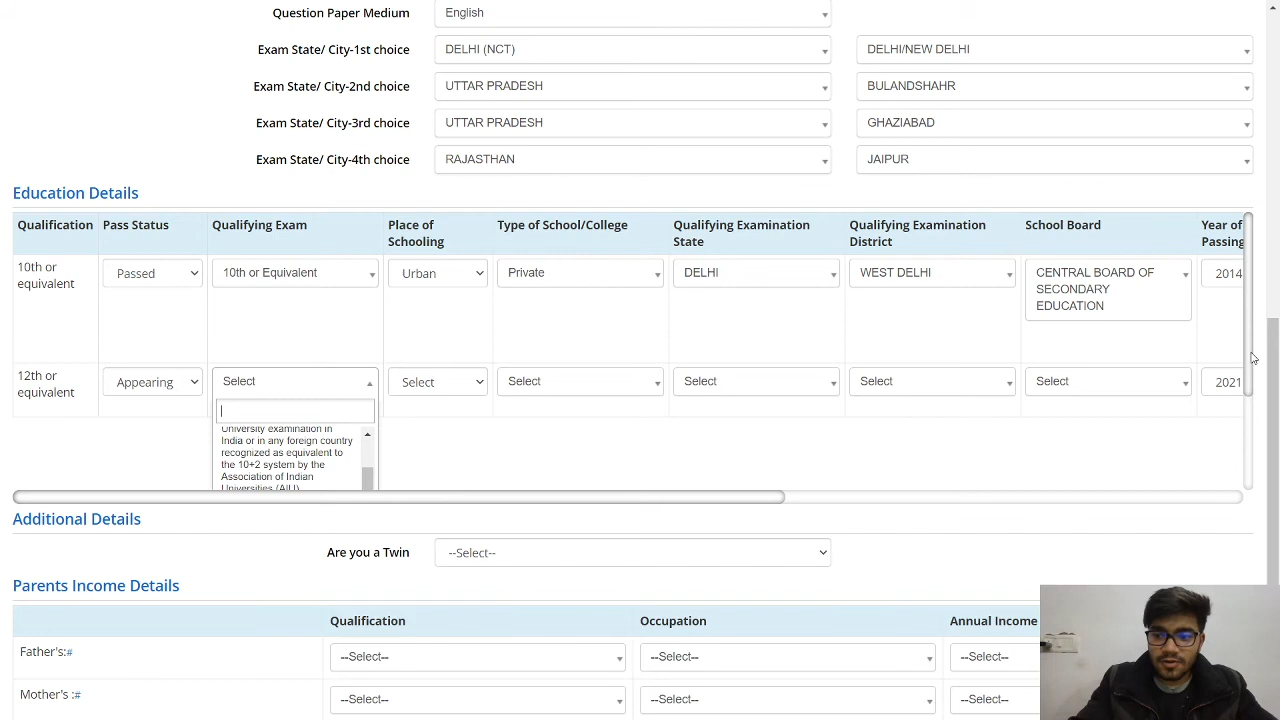 Question Paper Medium English
Exam State/ City-1st choice DELHI (NCT) DELHI/NEW DELHI
Exam State/ City-2nd choice UTTAR PRADESH BULANDSHAHR
Exam State/ City-3rd choice UTTAR PRADESH GHAZIABAD
Exam State/ City-4th choice RAJASTHAN JAIPUR
Education Details
Qualification Pass Status Qualifying Exam Place of Schooling Type of School/College Qualifying Examination State Qualifying Examination District School Board Year of Passing
10th or equivalent Passed 10th or Equivalent Urban Private DELHI WEST DELHI CENTRAL BOARD OF SECONDARY EDUCATION 2014
12th or equivalent Appearing Select Select Select Select Select Select 2021
University examination in
India or in any foreign country
recognized as equivalent to
the 10+2 system by the
Association of Indian
Universities (AIU)
Additional Details
Are you a Twin --Select--
Parents Income Details
Qualification Occupation Annual Income
Father's:# --Select-- --Select-- --Select--
Mother's :# --Select-- --Select-- --Select--